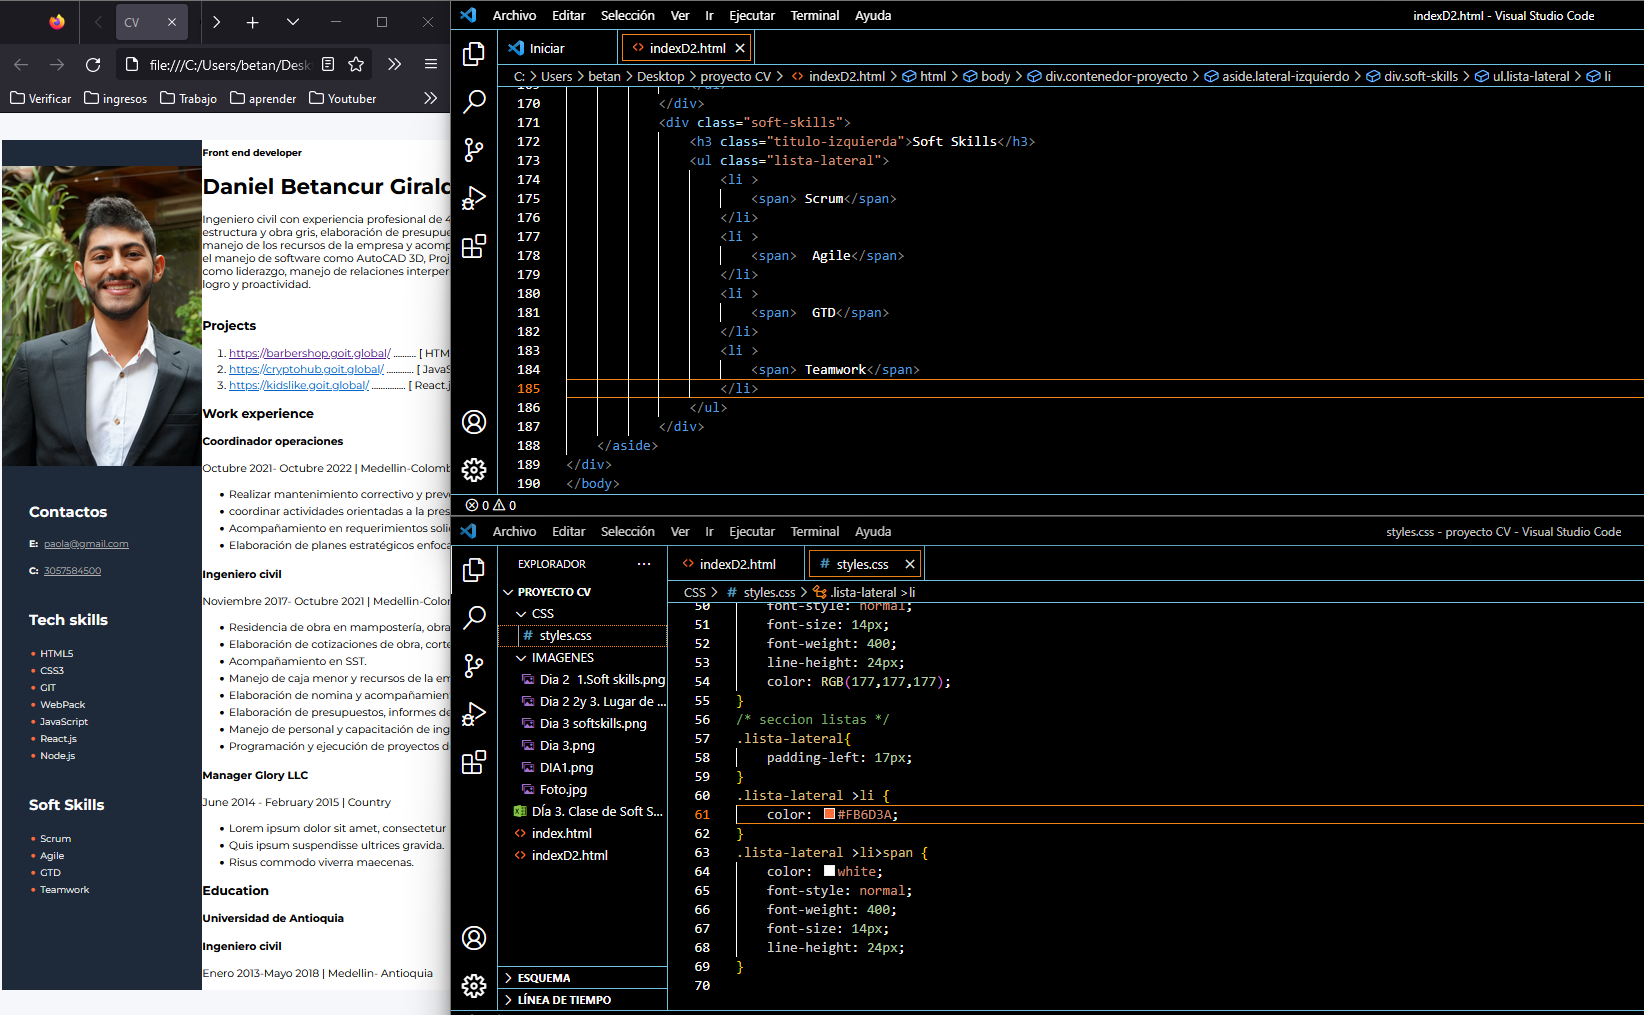 CV
file:///C:/Users/betan/Desk
Verificar
ingresos
Trabajo
aprender
Youtuber
Front end developer
Daniel Betancur Girald
Ingeniero civil con experiencia profesional de 4
estructura y obra gris, elaboración de presupue
manejo de los recursos de la empresa y acomp
el manejo de software como AutoCAD 3D, Proj
como liderazgo, manejo de relaciones interper
logro y proactividad.
Projects
1. https://barbershop.goit.global/ .......... [ HTM
2. https://cryptohub.goit.global/ ............ [ JavaS
3. https://kidslike.goit.global/ ............... [ React.j
Work experience
Coordinador operaciones
Octubre 2021- Octubre 2022 | Medellin-Colomb
• Realizar mantenimiento correctivo y preve
• coordinar actividades orientadas a la pres
• Acompañamiento en requerimientos solic
• Elaboración de planes estratégicos enfoca
Ingeniero civil
Noviembre 2017- Octubre 2021 | Medellin-Color
• Residencia de obra en mampostería, obra
• Elaboración de cotizaciones de obra, corte
• Acompañamiento en SST.
• Manejo de caja menor y recursos de la em
• Elaboración de nomina y acompañamien
• Elaboración de presupuestos, informes de
• Manejo de personal y capacitación de ing
• Programación y ejecución de proyectos d
Manager Glory LLC
June 2014 - February 2015 | Country
• Lorem ipsum dolor sit amet, consectetur
• Quis ipsum suspendisse ultrices gravida.
• Risus commodo viverra maecenas.
Education
Universidad de Antioquia
Ingeniero civil
Enero 2013-Mayo 2018 | Medellin- Antioquia
Contactos
E: paola@gmail.com
C: 3057584500
Tech skills
• HTML5
• CSS3
• GIT
• WebPack
• JavaScript
• React.js
• Node.js
Soft Skills
• Scrum
• Agile
• GTD
• Teamwork
Archivo Editar Selección Ver Ir Ejecutar Terminal Ayuda
indexD2.html - Visual Studio Code
Iniciar
indexD2.html
C: > Users > betan > Desktop > proyecto CV > indexD2.html > html > body > div.contenedor-proyecto > aside.lateral-izquierdo > div.soft-skills > ul.lista-lateral > li
169 </ul>
170 </div>
171 <div class="soft-skills">
172 <h3 class="titulo-izquierda">Soft Skills</h3>
173 <ul class="lista-lateral">
174 <li >
175 <span> Scrum</span>
176 </li>
177 <li >
178 <span>  Agile</span>
179 </li>
180 <li >
181 <span>  GTD</span>
182 </li>
183 <li >
184 <span> Teamwork</span>
185 </li>
186 </ul>
187 </div>
188 </aside>
189 </div>
190 </body>
0 0
Archivo Editar Selección Ver Ir Ejecutar Terminal Ayuda
styles.css - proyecto CV - Visual Studio Code
EXPLORADOR ...
PROYECTO CV
CSS
# styles.css
IMAGENES
Dia 2 1.Soft skills.png
Dia 2 2y 3. Lugar de ...
Dia 3 softskills.png
Dia 3.png
DIA1.png
Foto.jpg
DÍA 3. Clase de Soft S...
index.html
indexD2.html
ESQUEMA
LÍNEA DE TIEMPO
indexD2.html
# styles.css
CSS > # styles.css > .lista-lateral >li
50 font-style: normal;
51 font-size: 14px;
52 font-weight: 400;
53 line-height: 24px;
54 color: RGB(177,177,177);
55 }
56 /* seccion listas */
57 .lista-lateral{
58 padding-left: 17px;
59 }
60 .lista-lateral >li {
61 color: #FB6D3A;
62 }
63 .lista-lateral >li>span {
64 color: white;
65 font-style: normal;
66 font-weight: 400;
67 font-size: 14px;
68 line-height: 24px;
69 }
70